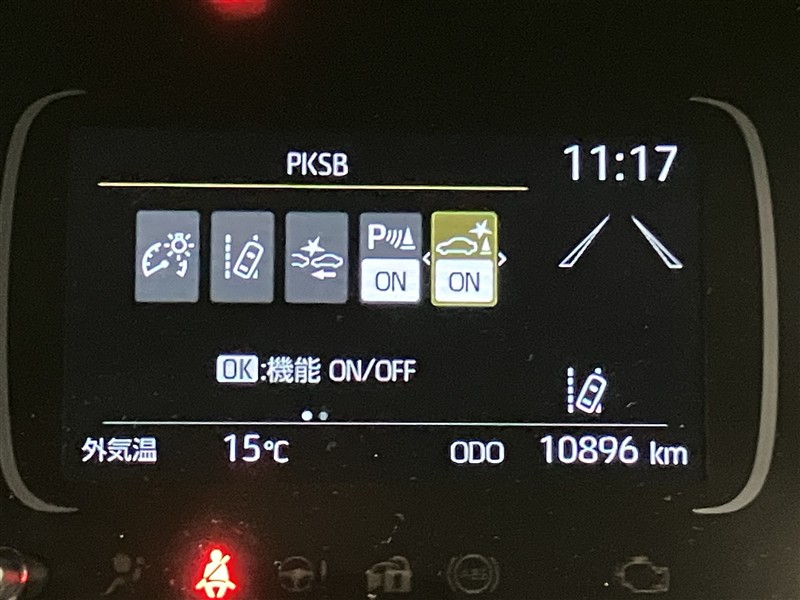 PKSB
11:17
P
ON
ON
OK:機能 ON/OFF
外気温 15℃ ODO 10896 km